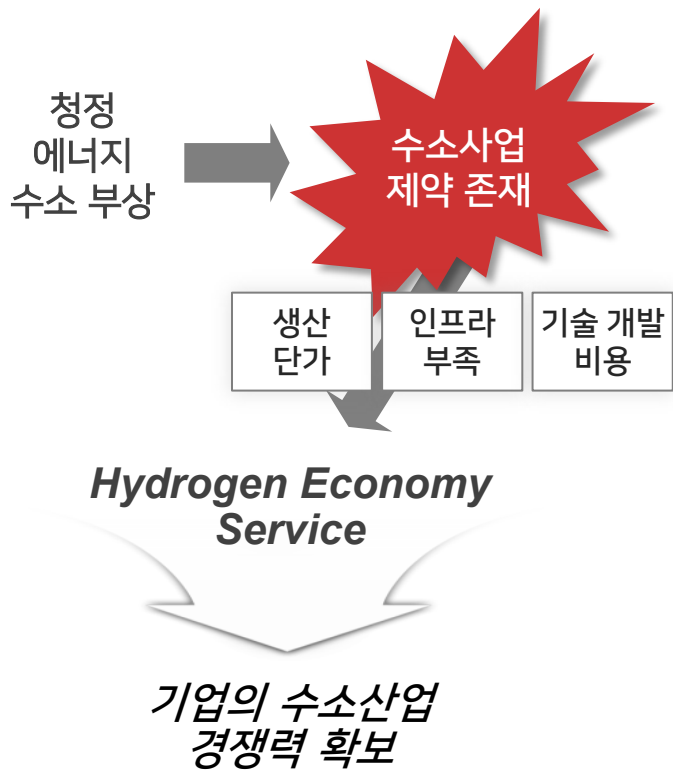 청정
에너지
수소 부상
수소사업
제약 존재
생산
단가
인프라
부족
기술 개발
비용
Hydrogen Economy
Service
기업의 수소산업
경쟁력 확보